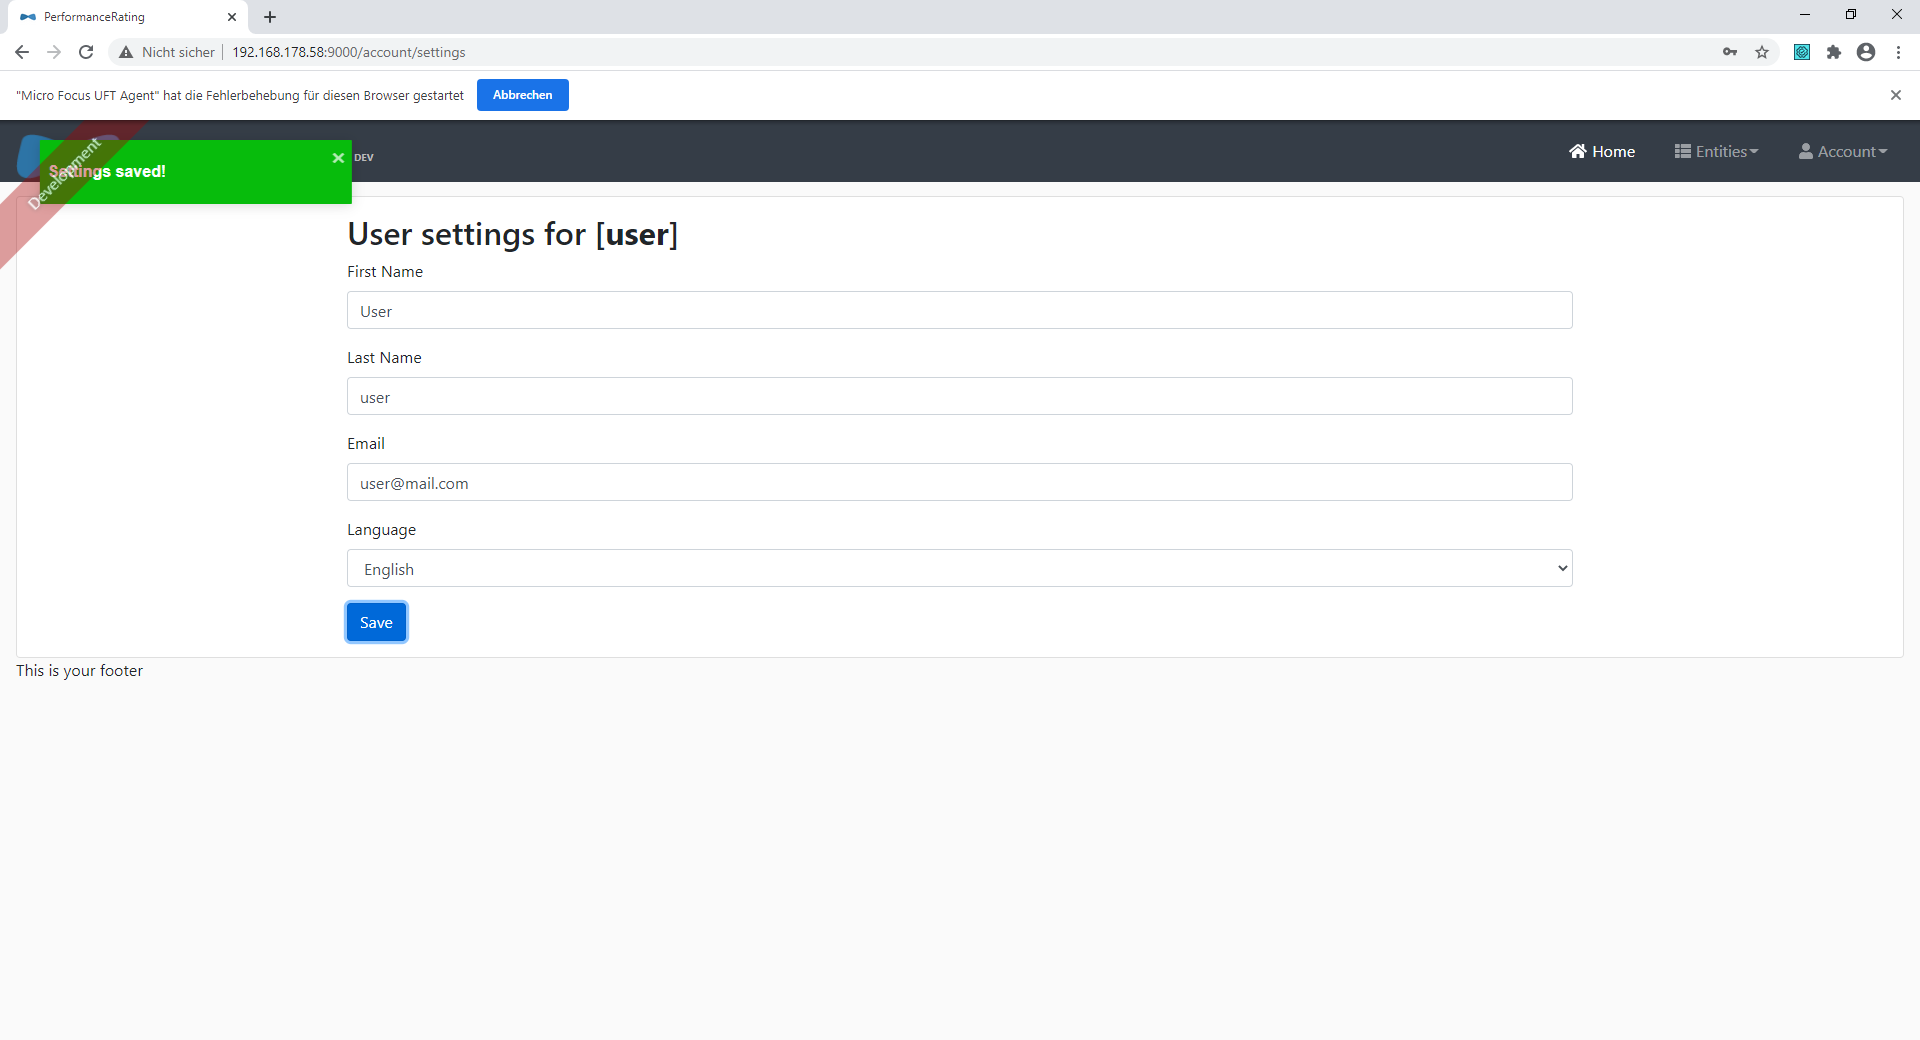 PerformanceRating
Nicht sicher 192.168.178.58:9000/account/settings
"Micro Focus UFT Agent" hat die Fehlerbehebung für diesen Browser gestartet Abbrechen
Development
Settings saved!
DEV
Home Entities Account
User settings for [user]
First Name
User
Last Name
user
Email
user@mail.com
Language
English
Save
This is your footer